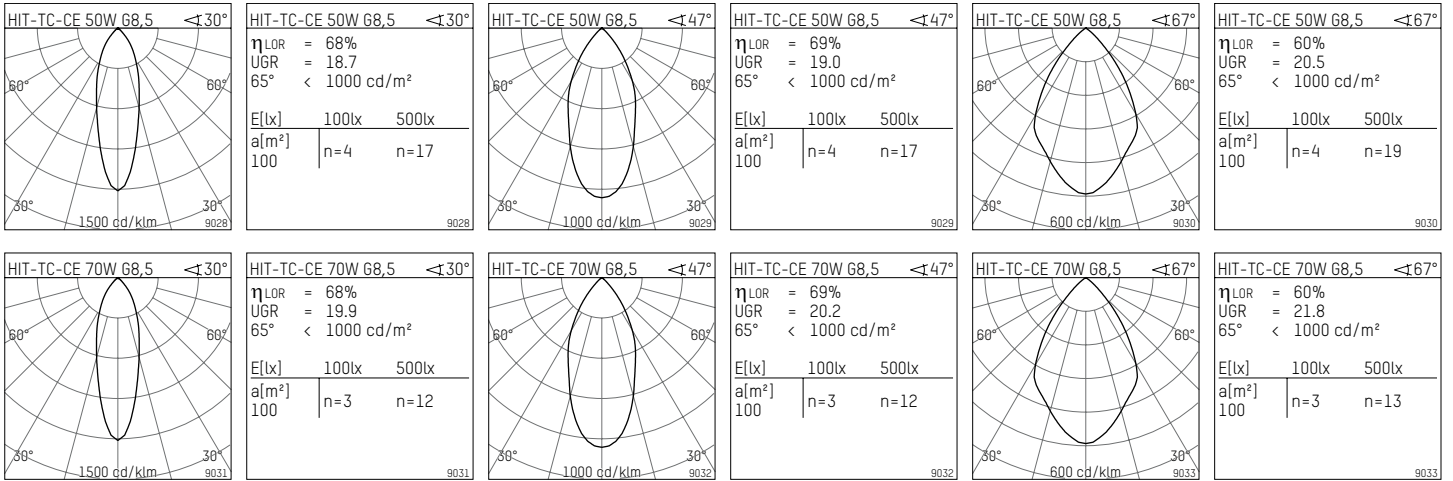 HIT-TC-CE 50W G8,5 ∢30°
60° 60°
30° 30°
1500 cd/klm 9028
HIT-TC-CE 50W G8,5 ∢30°
ηLOR = 68%
UGR = 18.7
65° < 1000 cd/m²
E[lx] 100lx 500lx
a[m²]
100 n=4 n=17
9028
HIT-TC-CE 50W G8,5 ∢47°
60° 60°
30° 30°
1000 cd/klm 9029
HIT-TC-CE 50W G8,5 ∢47°
ηLOR = 69%
UGR = 19.0
65° < 1000 cd/m²
E[lx] 100lx 500lx
a[m²]
100 n=4 n=17
9029
HIT-TC-CE 50W G8,5 ∢67°
60° 60°
30° 30°
600 cd/klm 9030
HIT-TC-CE 50W G8,5 ∢67°
ηLOR = 60%
UGR = 20.5
65° < 1000 cd/m²
E[lx] 100lx 500lx
a[m²]
100 n=4 n=19
9030
HIT-TC-CE 70W G8,5 ∢30°
60° 60°
30° 30°
1500 cd/klm 9031
HIT-TC-CE 70W G8,5 ∢30°
ηLOR = 68%
UGR = 19.9
65° < 1000 cd/m²
E[lx] 100lx 500lx
a[m²]
100 n=3 n=12
9031
HIT-TC-CE 70W G8,5 ∢47°
60° 60°
30° 30°
1000 cd/klm 9032
HIT-TC-CE 70W G8,5 ∢47°
ηLOR = 69%
UGR = 20.2
65° < 1000 cd/m²
E[lx] 100lx 500lx
a[m²]
100 n=3 n=12
9032
HIT-TC-CE 70W G8,5 ∢67°
60° 60°
30° 30°
600 cd/klm 9033
HIT-TC-CE 70W G8,5 ∢67°
ηLOR = 60%
UGR = 21.8
65° < 1000 cd/m²
E[lx] 100lx 500lx
a[m²]
100 n=3 n=13
9033